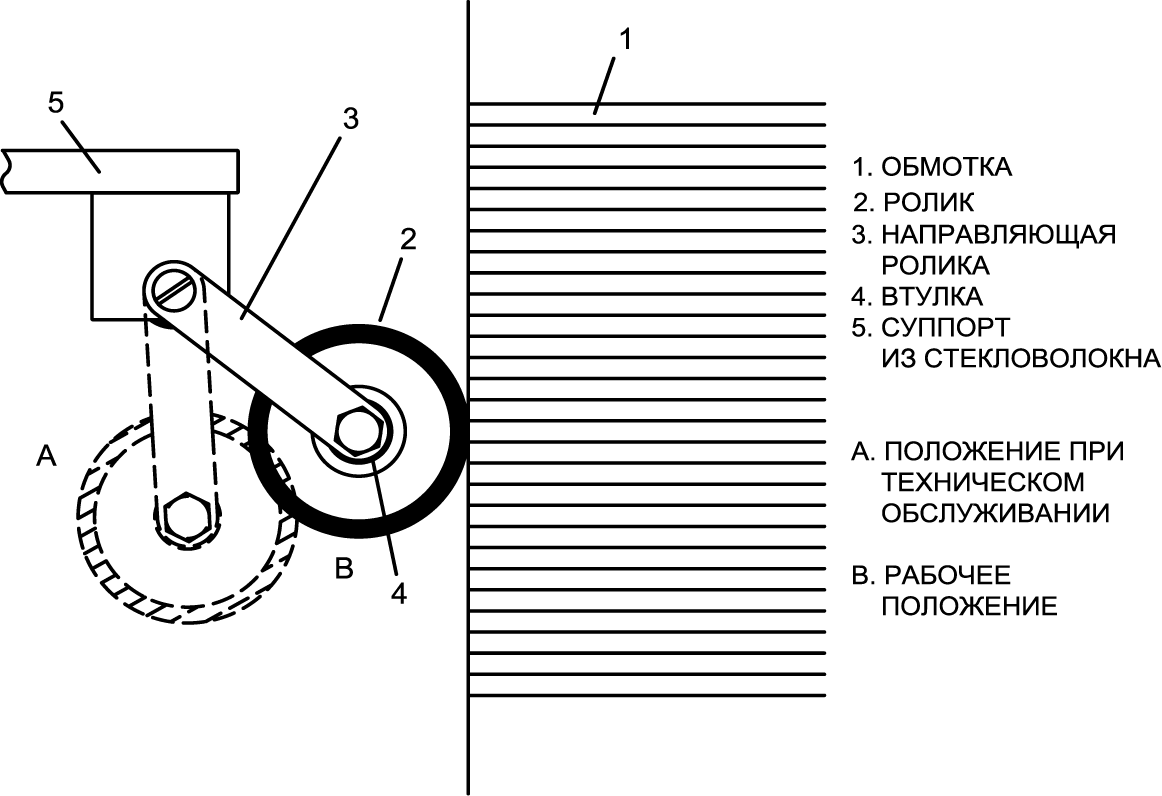 1
5
3
2
A
B
4
1. ОБМОТКА
2. РОЛИК
3. НАПРАВЛЯЮЩАЯ
РОЛИКА
4. ВТУЛКА
5. СУППОРТ
ИЗ СТЕКЛОВОЛОКНА
А. ПОЛОЖЕНИЕ ПРИ
ТЕХНИЧЕСКОМ
ОБСЛУЖИВАНИИ
В. РАБОЧЕЕ
ПОЛОЖЕНИЕ